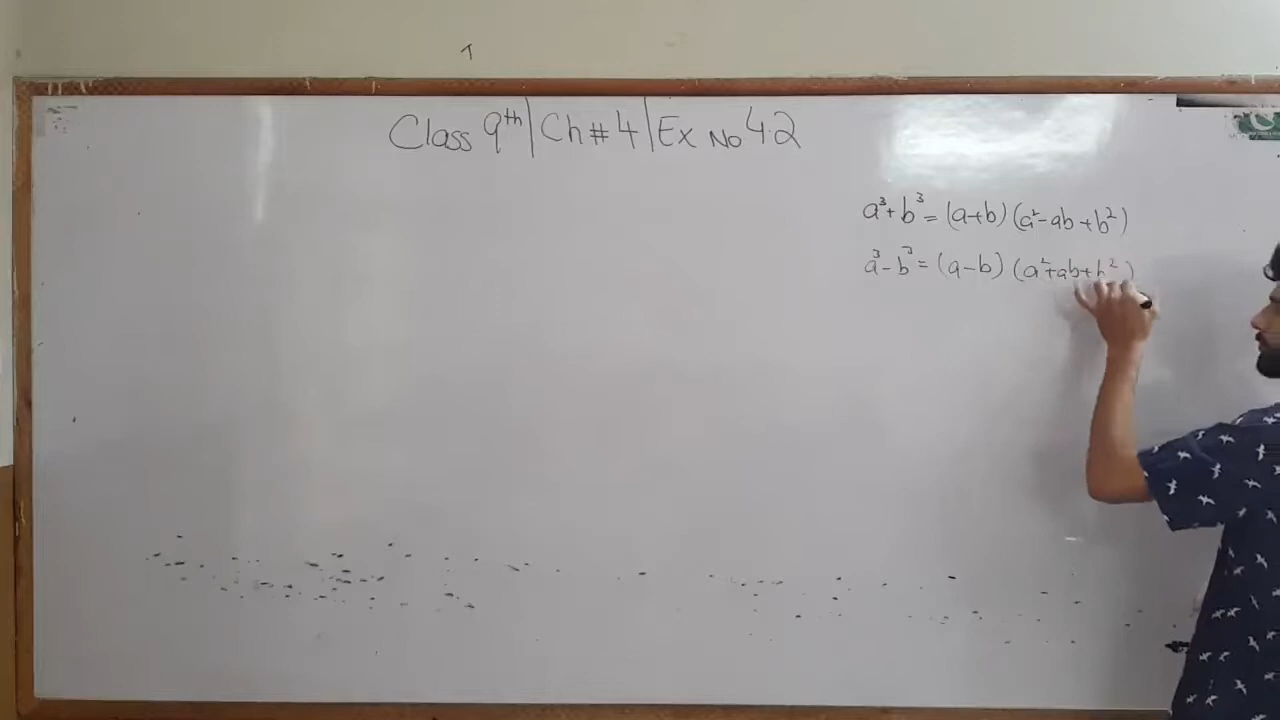 Class 9th | Ch # 4 | Ex No 4.2
a³ + b³ = (a+b) (a² - ab + b²)
a³ - b³ = (a-b) (a² + ab + b²)